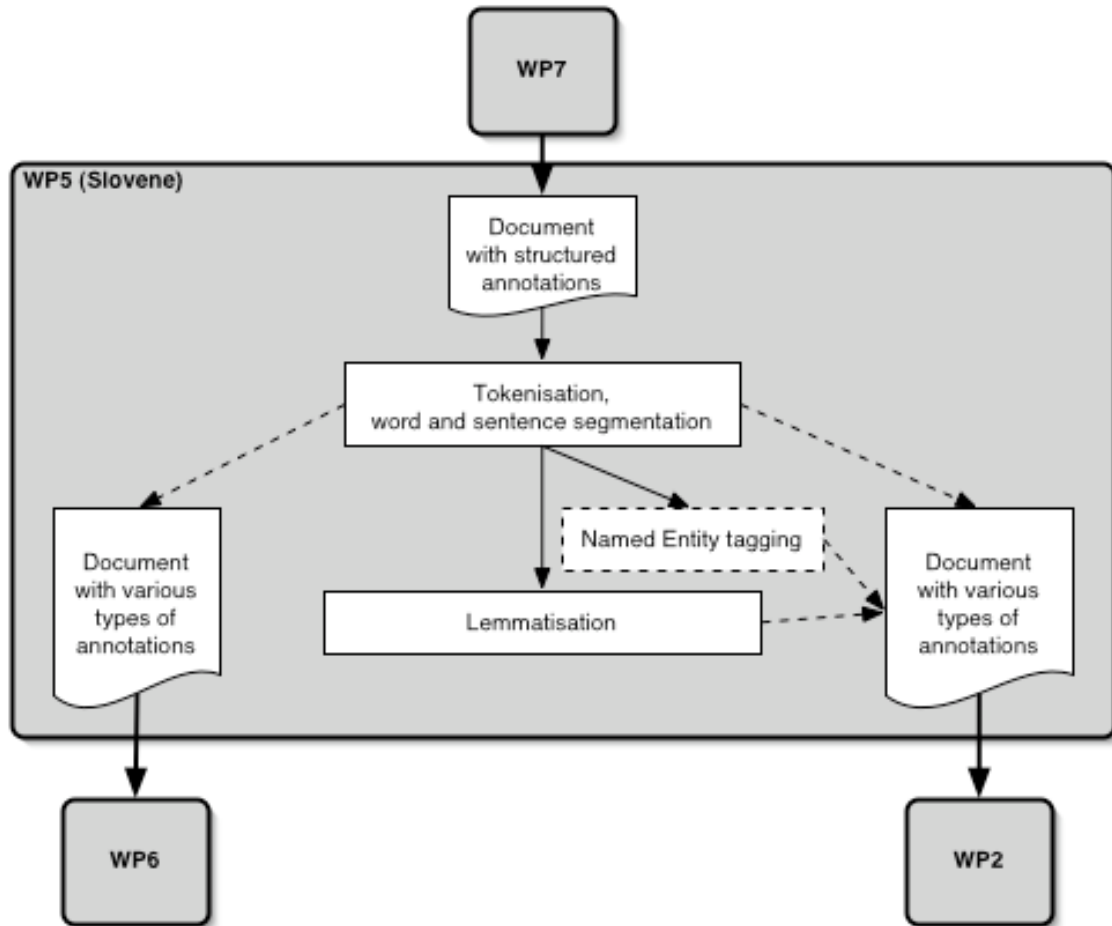 WP7
WP5 (Slovene)
Document
with structured
annotations
Tokenisation,
word and sentence segmentation
Named Entity tagging
Lemmatisation
Document
with various
types of
annotations
Document
with various
types of
annotations
WP6
WP2